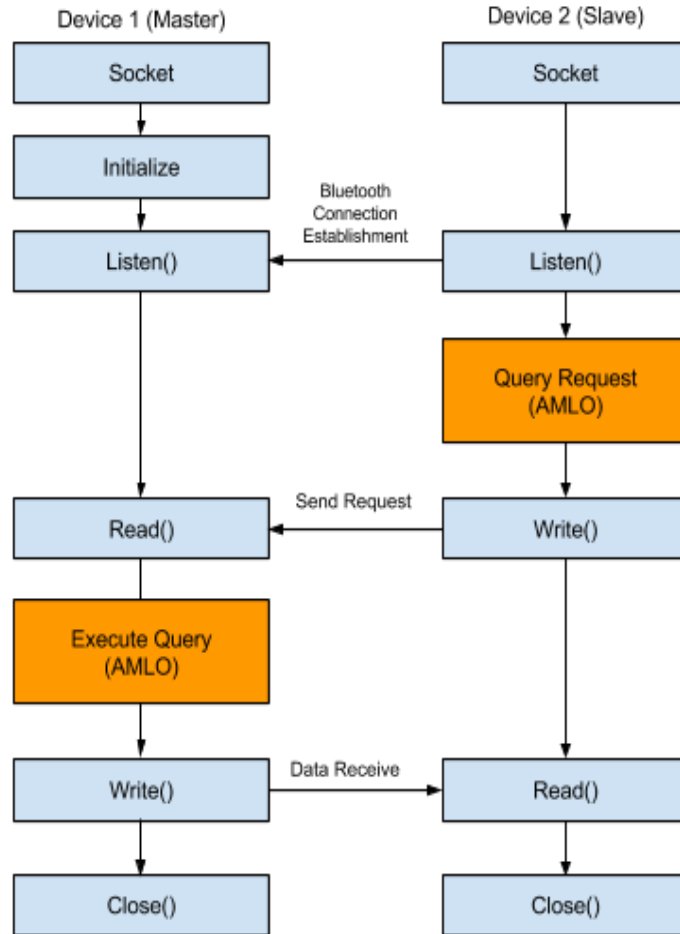 Device 1 (Master)
Device 2 (Slave)
Socket
Socket
Initialize
Bluetooth
Connection
Establishment
Listen()
Listen()
Query Request
(AMLO)
Send Request
Read()
Write()
Execute Query
(AMLO)
Data Receive
Write()
Read()
Close()
Close()